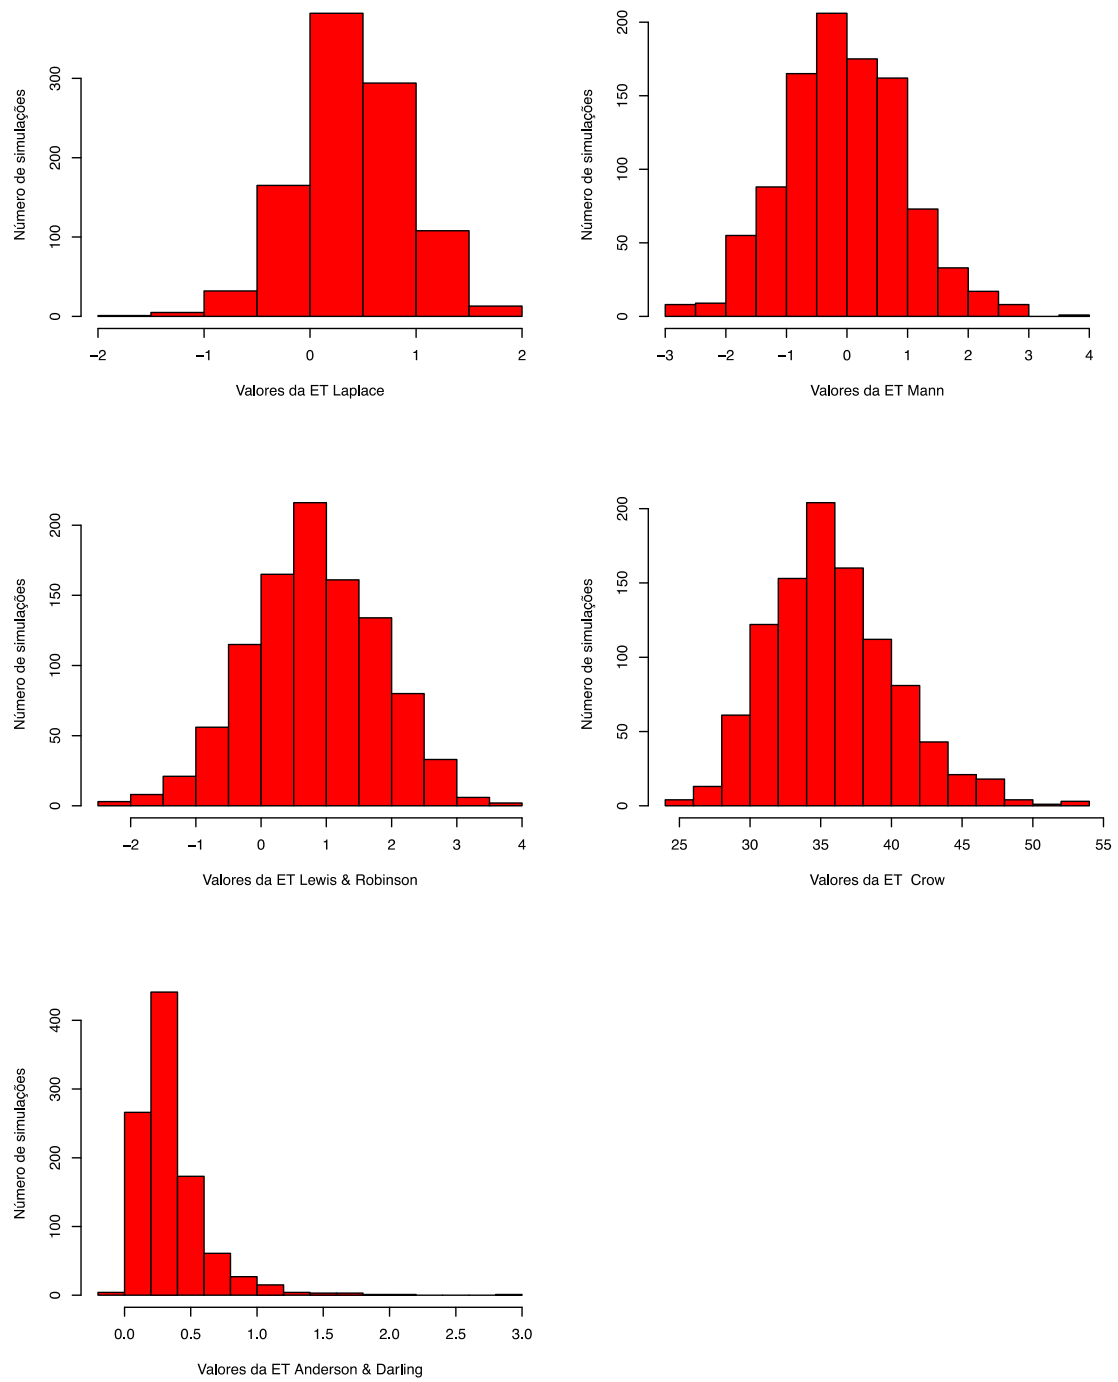 Número de simulações
300
200
100
0
−2 −1 0 1 2
Valores da ET Laplace
Número de simulações
200
150
100
50
0
−3 −2 −1 0 1 2 3 4
Valores da ET Mann
Número de simulações
200
150
100
50
0
−2 −1 0 1 2 3 4
Valores da ET Lewis & Robinson
Número de simulações
200
150
100
50
0
25 30 35 40 45 50 55
Valores da ET  Crow
Número de simulações
400
300
200
100
0
0.0 0.5 1.0 1.5 2.0 2.5 3.0
Valores da ET Anderson & Darling